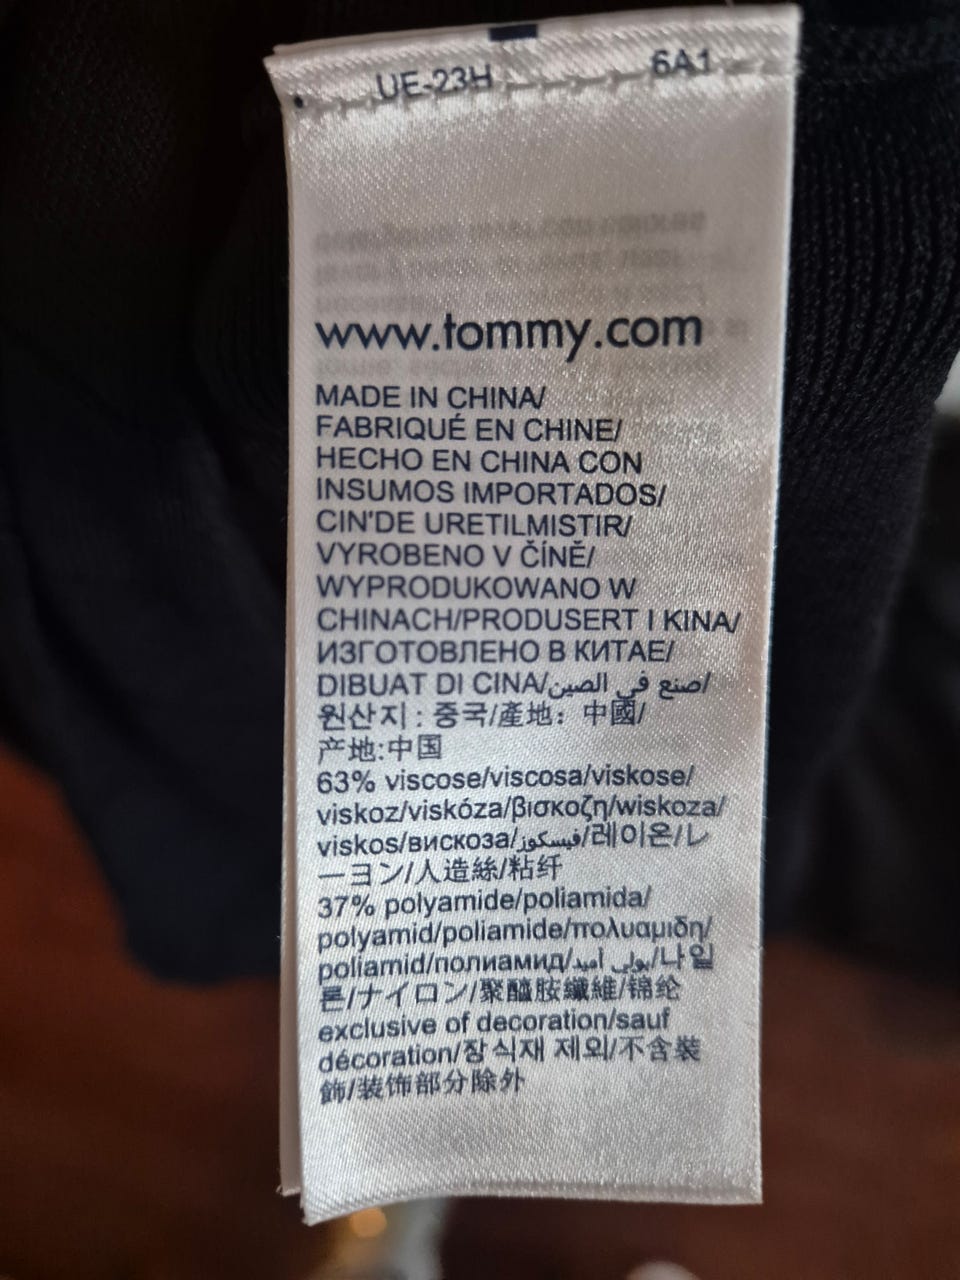 UE-23H 6A1
www.tommy.com
MADE IN CHINA/
FABRIQUÉ EN CHINE/
HECHO EN CHINA CON
INSUMOS IMPORTADOS/
CIN'DE URETILMISTIR/
VYROBENO V ČÍNĚ/
WYPRODUKOWANO W
CHINACH/PRODUSERT I KINA/
ИЗГОТОВЛЕНО В КИТАЕ/
DIBUAT DI CINA/صنع في الصين/
원산지 : 중국/產地：中國/
产地:中国
63% viscose/viscosa/viskose/
viskoz/viskóza/βισκοζη/wiskoza/
viskos/вискоза/فيسكوز/레이온/レ
ーヨン/人造絲/粘纤
37% polyamide/poliamida/
polyamid/poliamide/πολυαμιδη/
poliamid/полиамид/بولي أميد/나일
론/ナイロン/聚醯胺纖維/锦纶
exclusive of decoration/sauf
décoration/장식재 제외/不含裝
飾/装饰部分除外